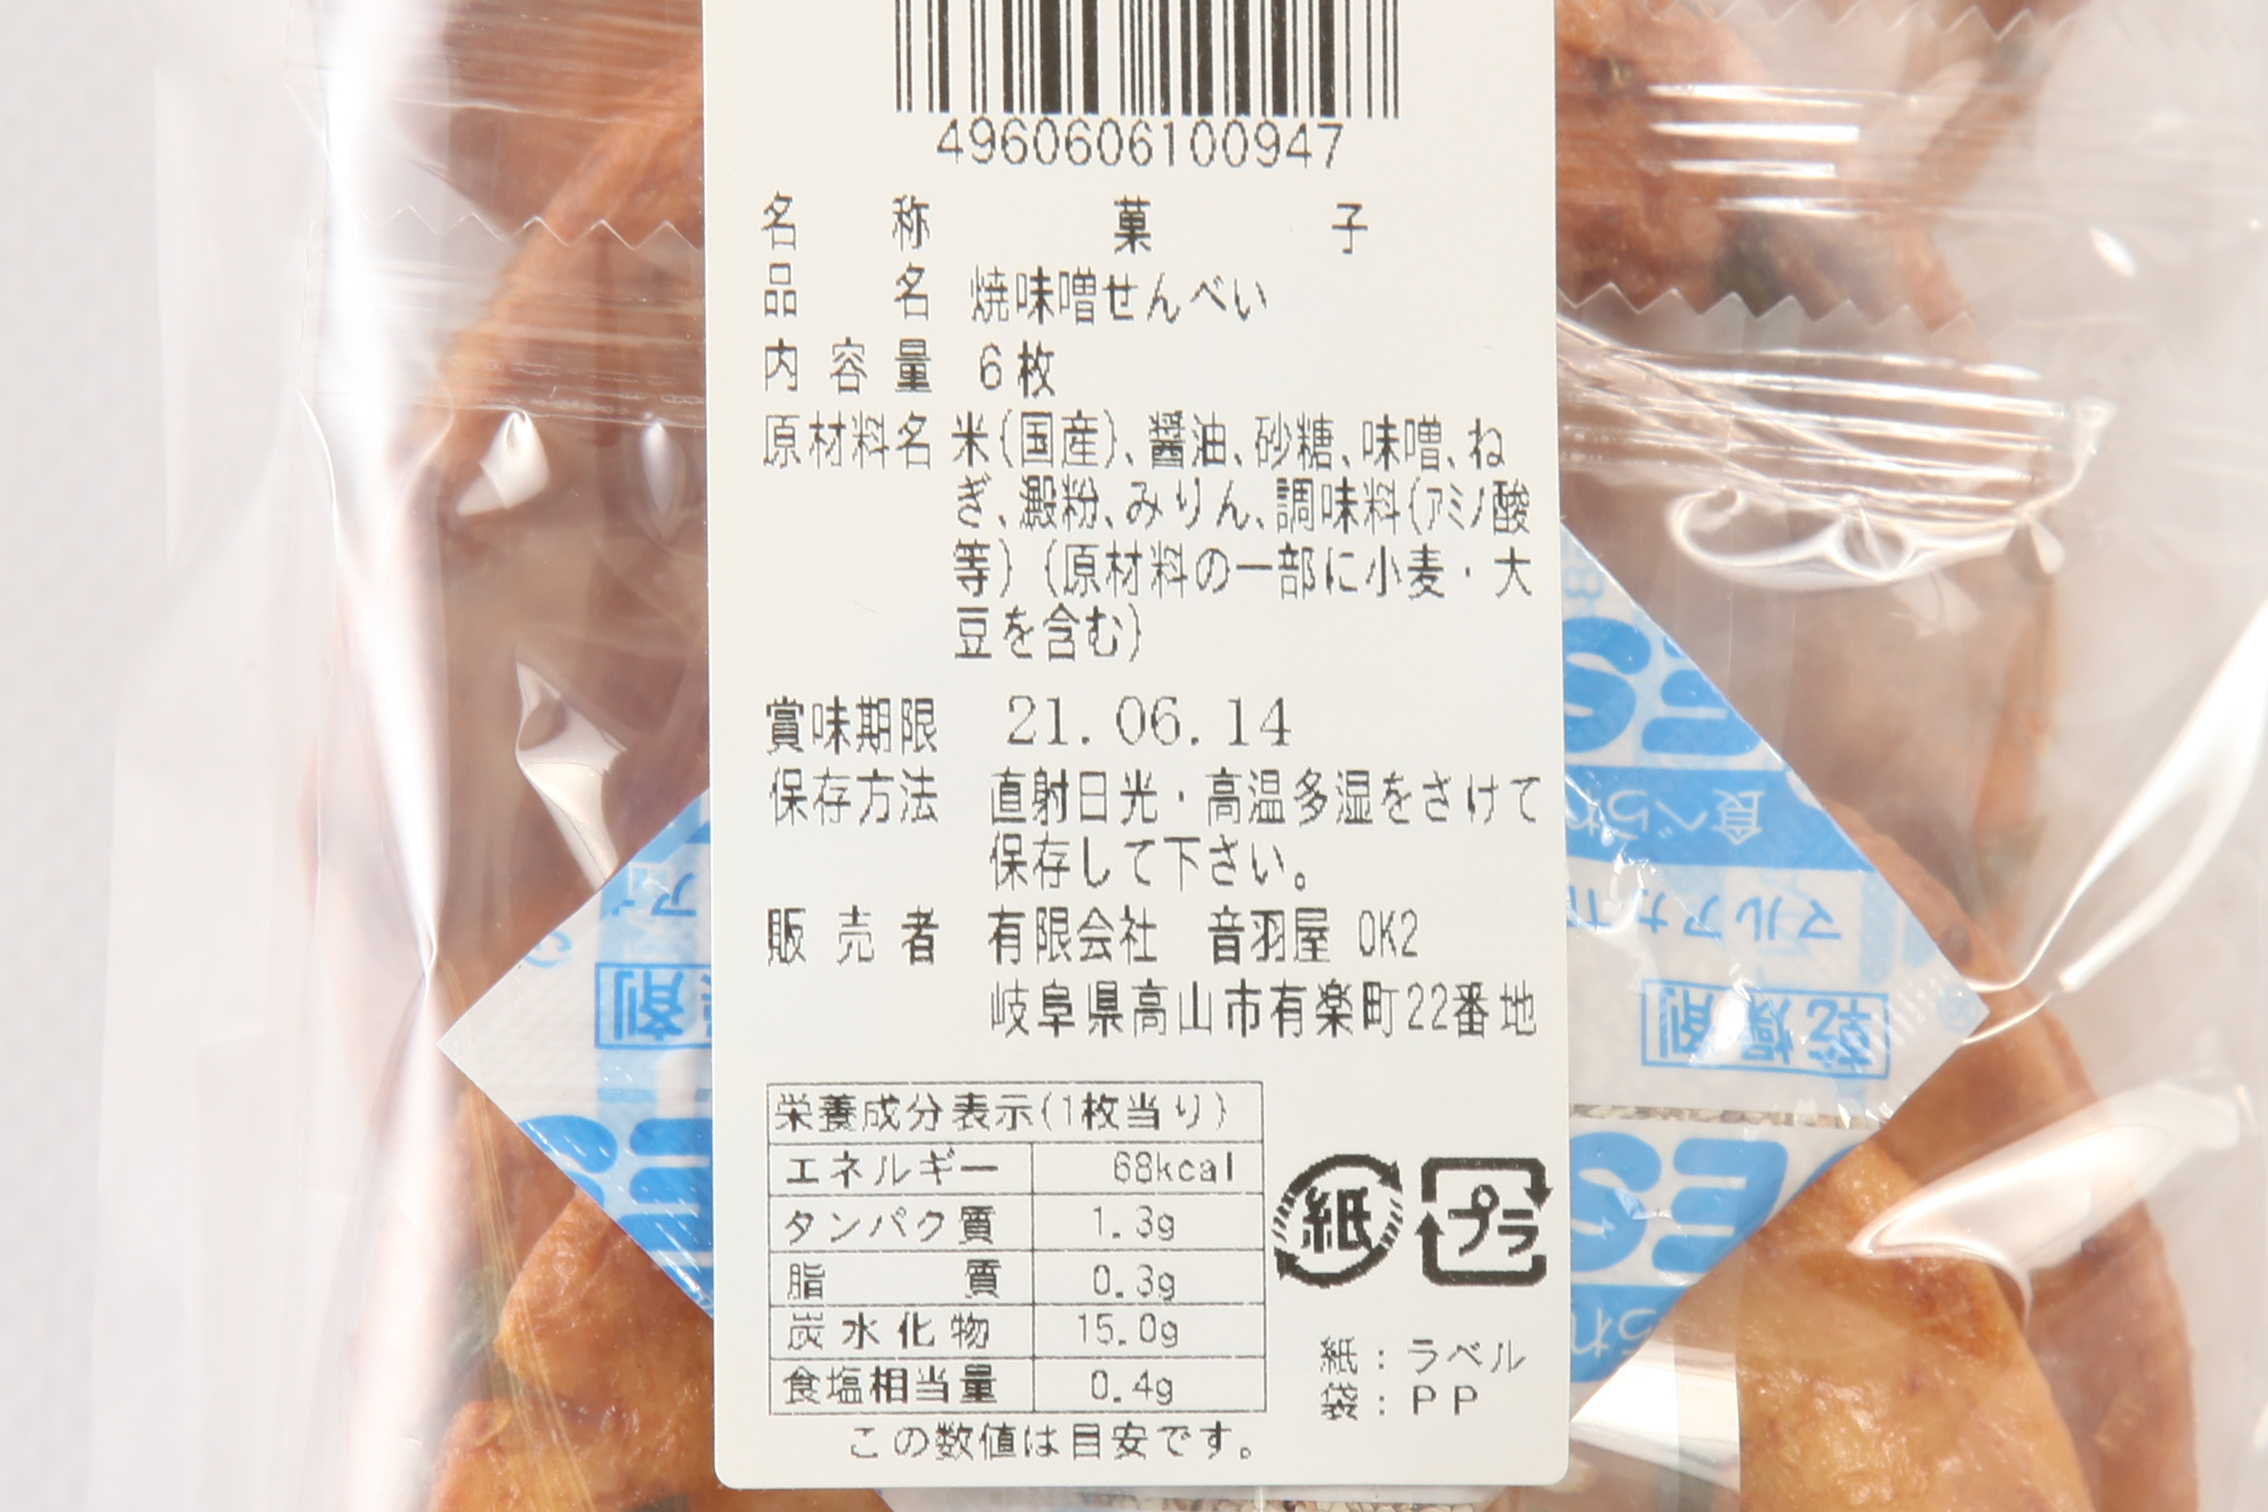 4960606100947
名称 菓子
品名 焼味噌せんべい
内容量 6枚
原材料名 米(国産)、醤油、砂糖、味噌、ね
ぎ、澱粉、みりん、調味料(アミノ酸
等)(原材料の一部に小麦・大
豆を含む)
賞味期限 21.06.14
保存方法 直射日光・高温多湿をさけて
保存して下さい。
販売者 有限会社 音羽屋 OK2
岐阜県高山市有楽町22番地
栄養成分表示(1枚当り)
エネルギー 68kcal
タンパク質 1.3g
脂質 0.3g
炭水化物 15.0g
食塩相当量 0.4g
この数値は目安です。
紙
プラ
紙:ラベル
袋:PP
食べられ
マルアカ
乾燥剤
燥剤